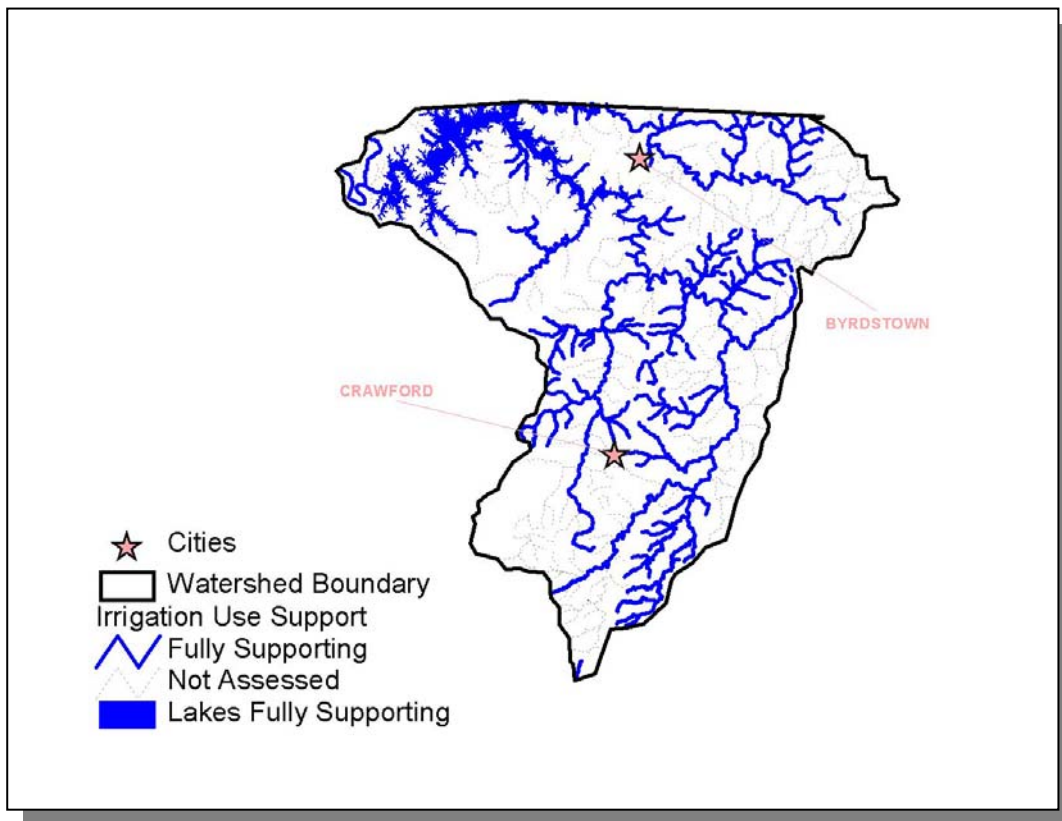 BYRDSTOWN
CRAWFORD
Cities
Watershed Boundary
Irrigation Use Support
Fully Supporting
Not Assessed
Lakes Fully Supporting